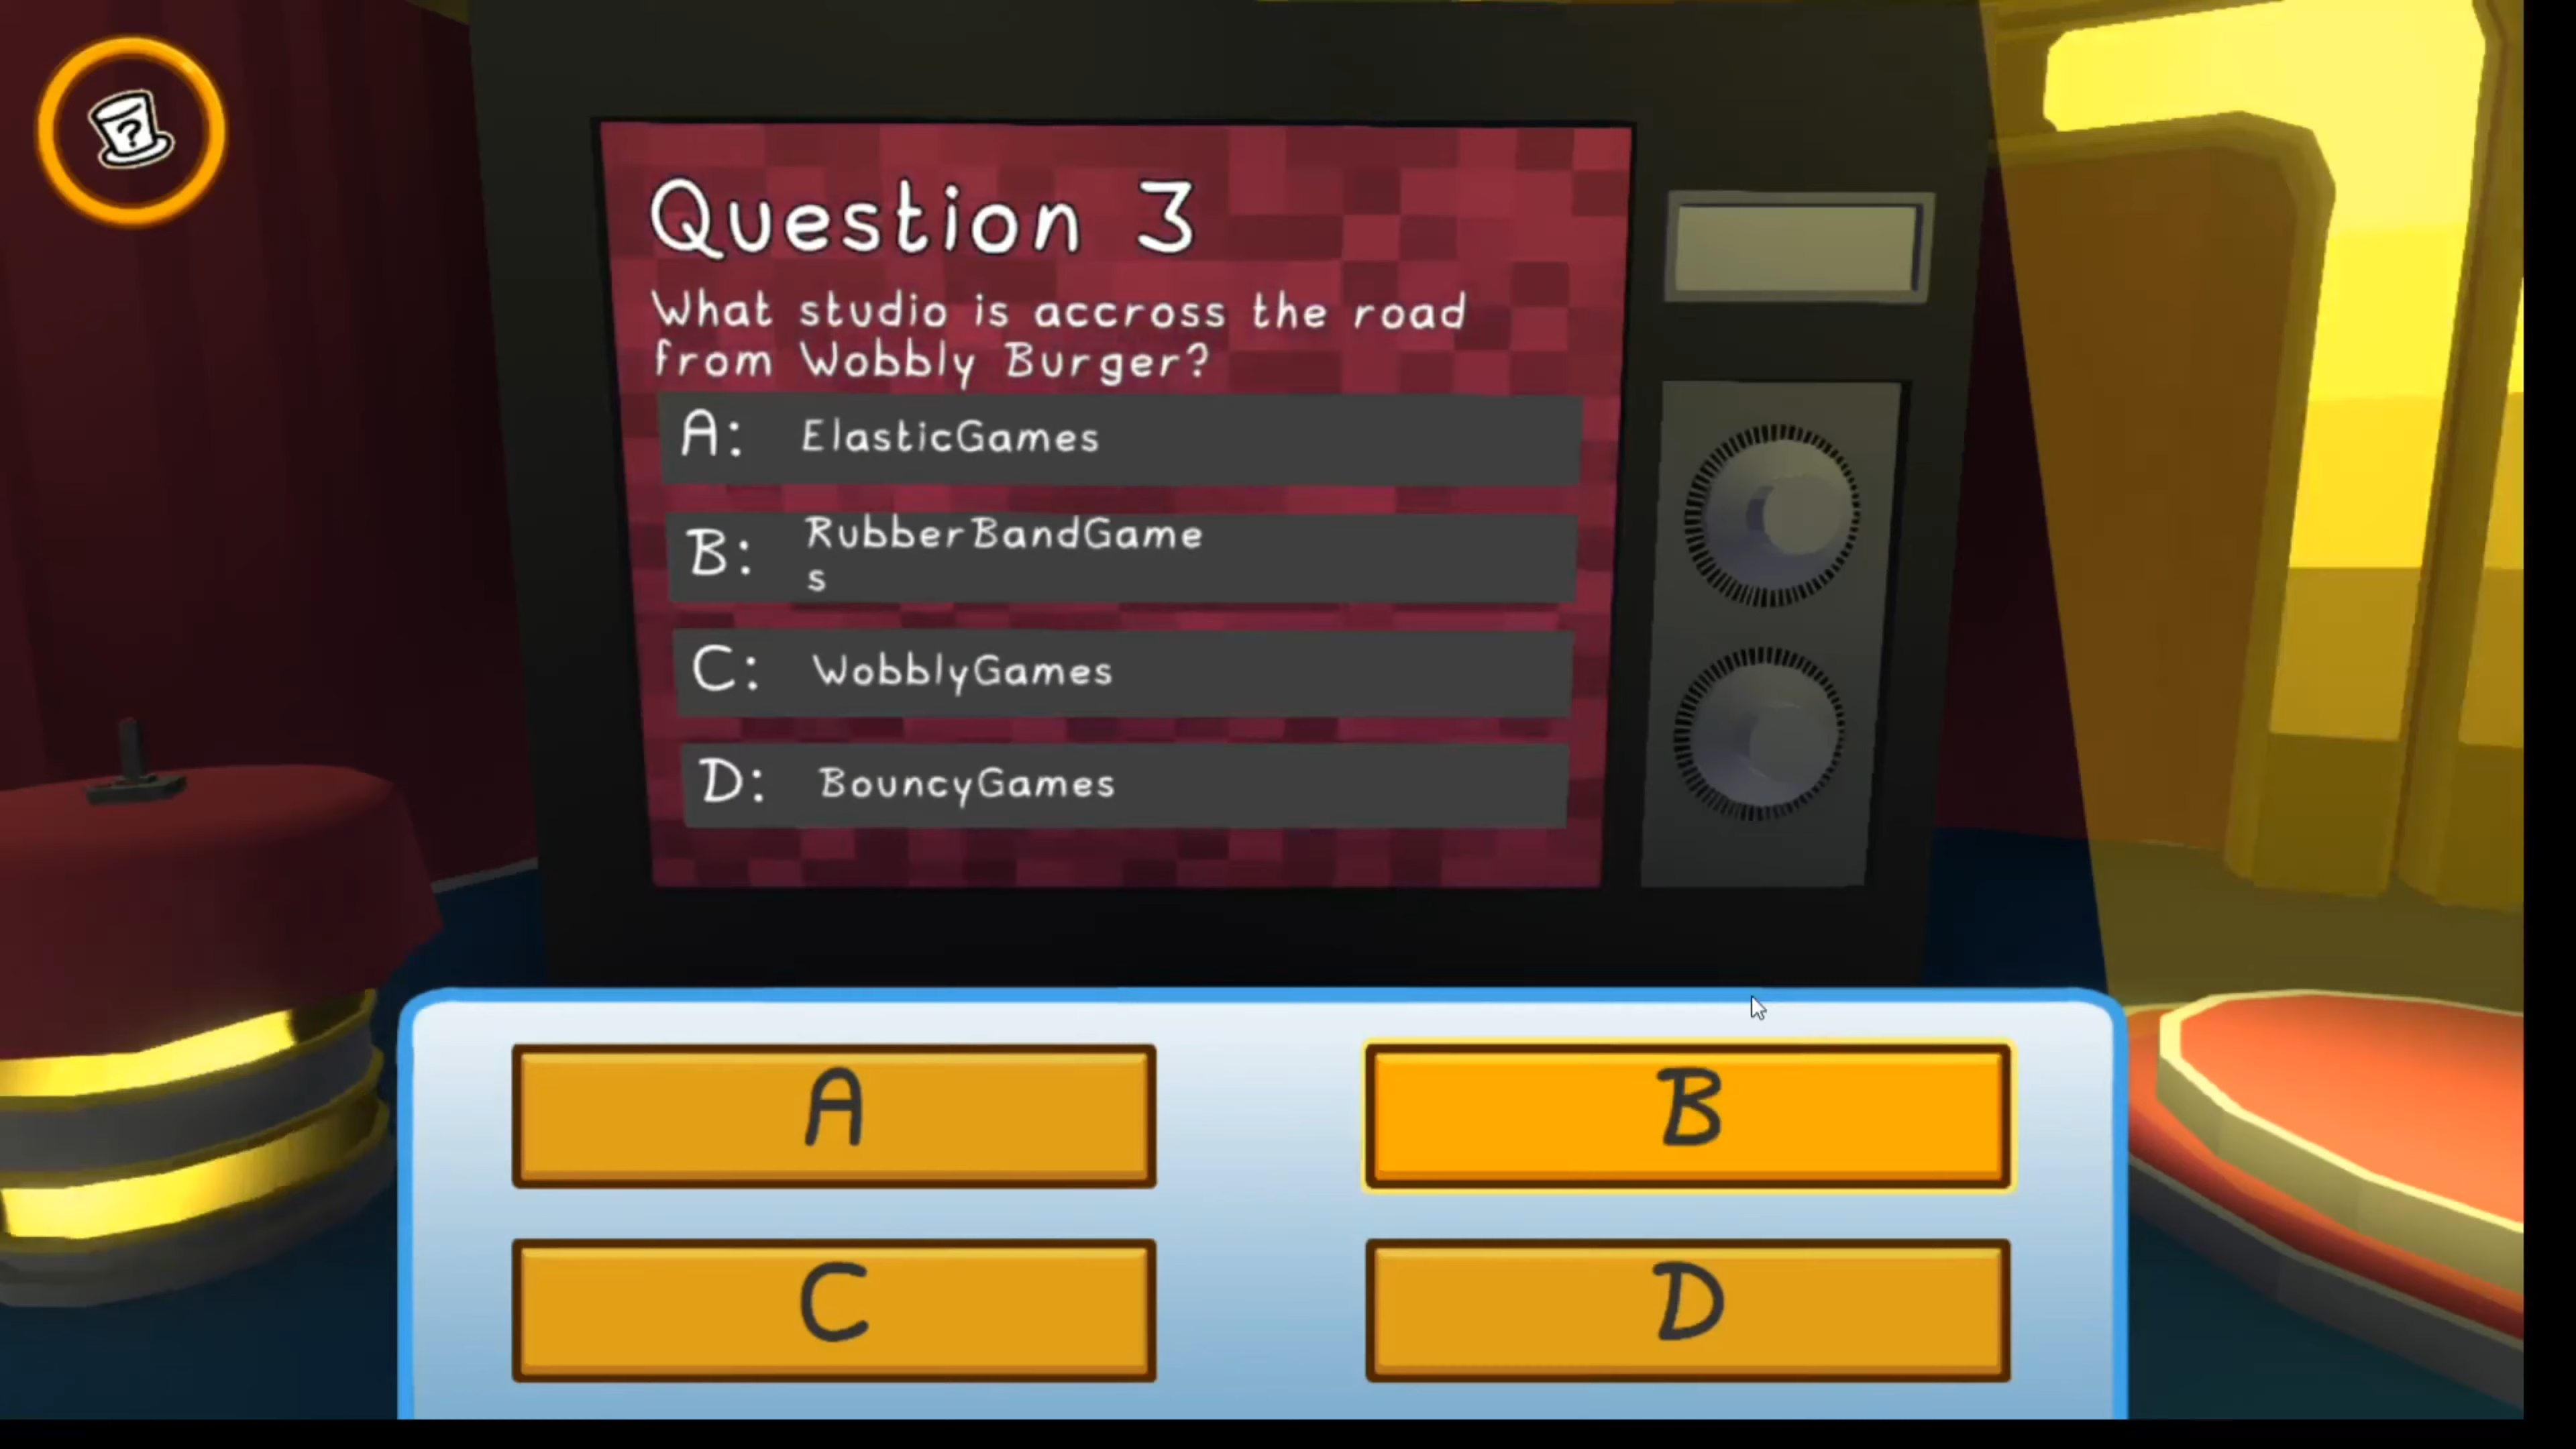 ?
Question 3
What studio is accross the road
from Wobbly Burger?
A: ElasticGames
B: RubberBandGame
s
C: WobblyGames
D: BouncyGames
A
B
C
D